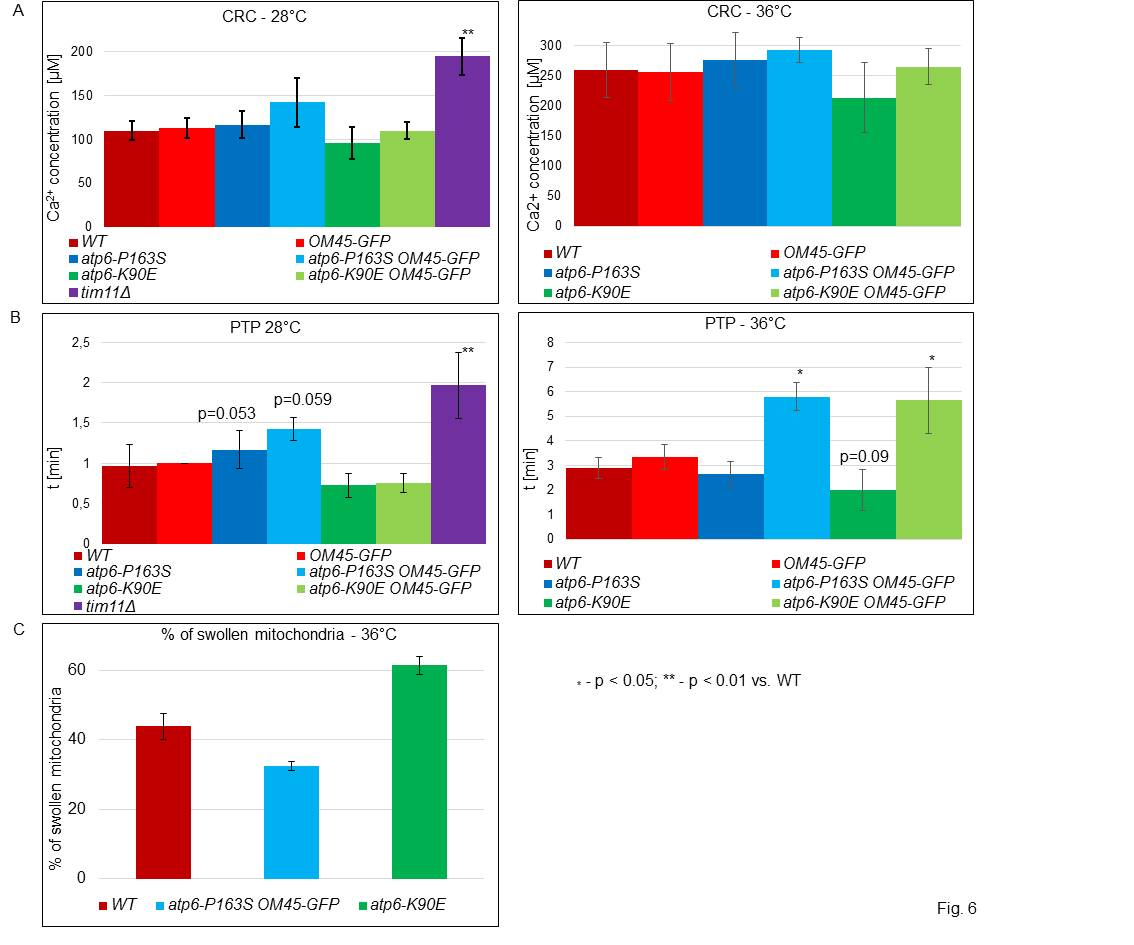 A
CRC - 28°C
Ca²⁺ concentration [µM]
200
150
100
50
0
**
WT
OM45-GFP
atp6-P163S
atp6-P163S OM45-GFP
atp6-K90E
atp6-K90E OM45-GFP
tim11Δ
CRC - 36°C
Ca2+ concentration [µM]
300
250
200
150
100
50
0
WT
OM45-GFP
atp6-P163S
atp6-P163S OM45-GFP
atp6-K90E
atp6-K90E OM45-GFP
B
PTP 28°C
t [min]
2,5
2
1,5
1
0,5
0
p=0.053
p=0.059
**
WT
OM45-GFP
atp6-P163S
atp6-P163S OM45-GFP
atp6-K90E
atp6-K90E OM45-GFP
tim11Δ
PTP - 36°C
t [min]
8
7
6
5
4
3
2
1
0
*
p=0.09
*
WT
OM45-GFP
atp6-P163S
atp6-P163S OM45-GFP
atp6-K90E
atp6-K90E OM45-GFP
C
% of swollen mitochondria - 36°C
% of swollen mitochondria
60
40
20
0
WT
atp6-P163S OM45-GFP
atp6-K90E
* - p < 0.05; ** - p < 0.01 vs. WT
Fig. 6